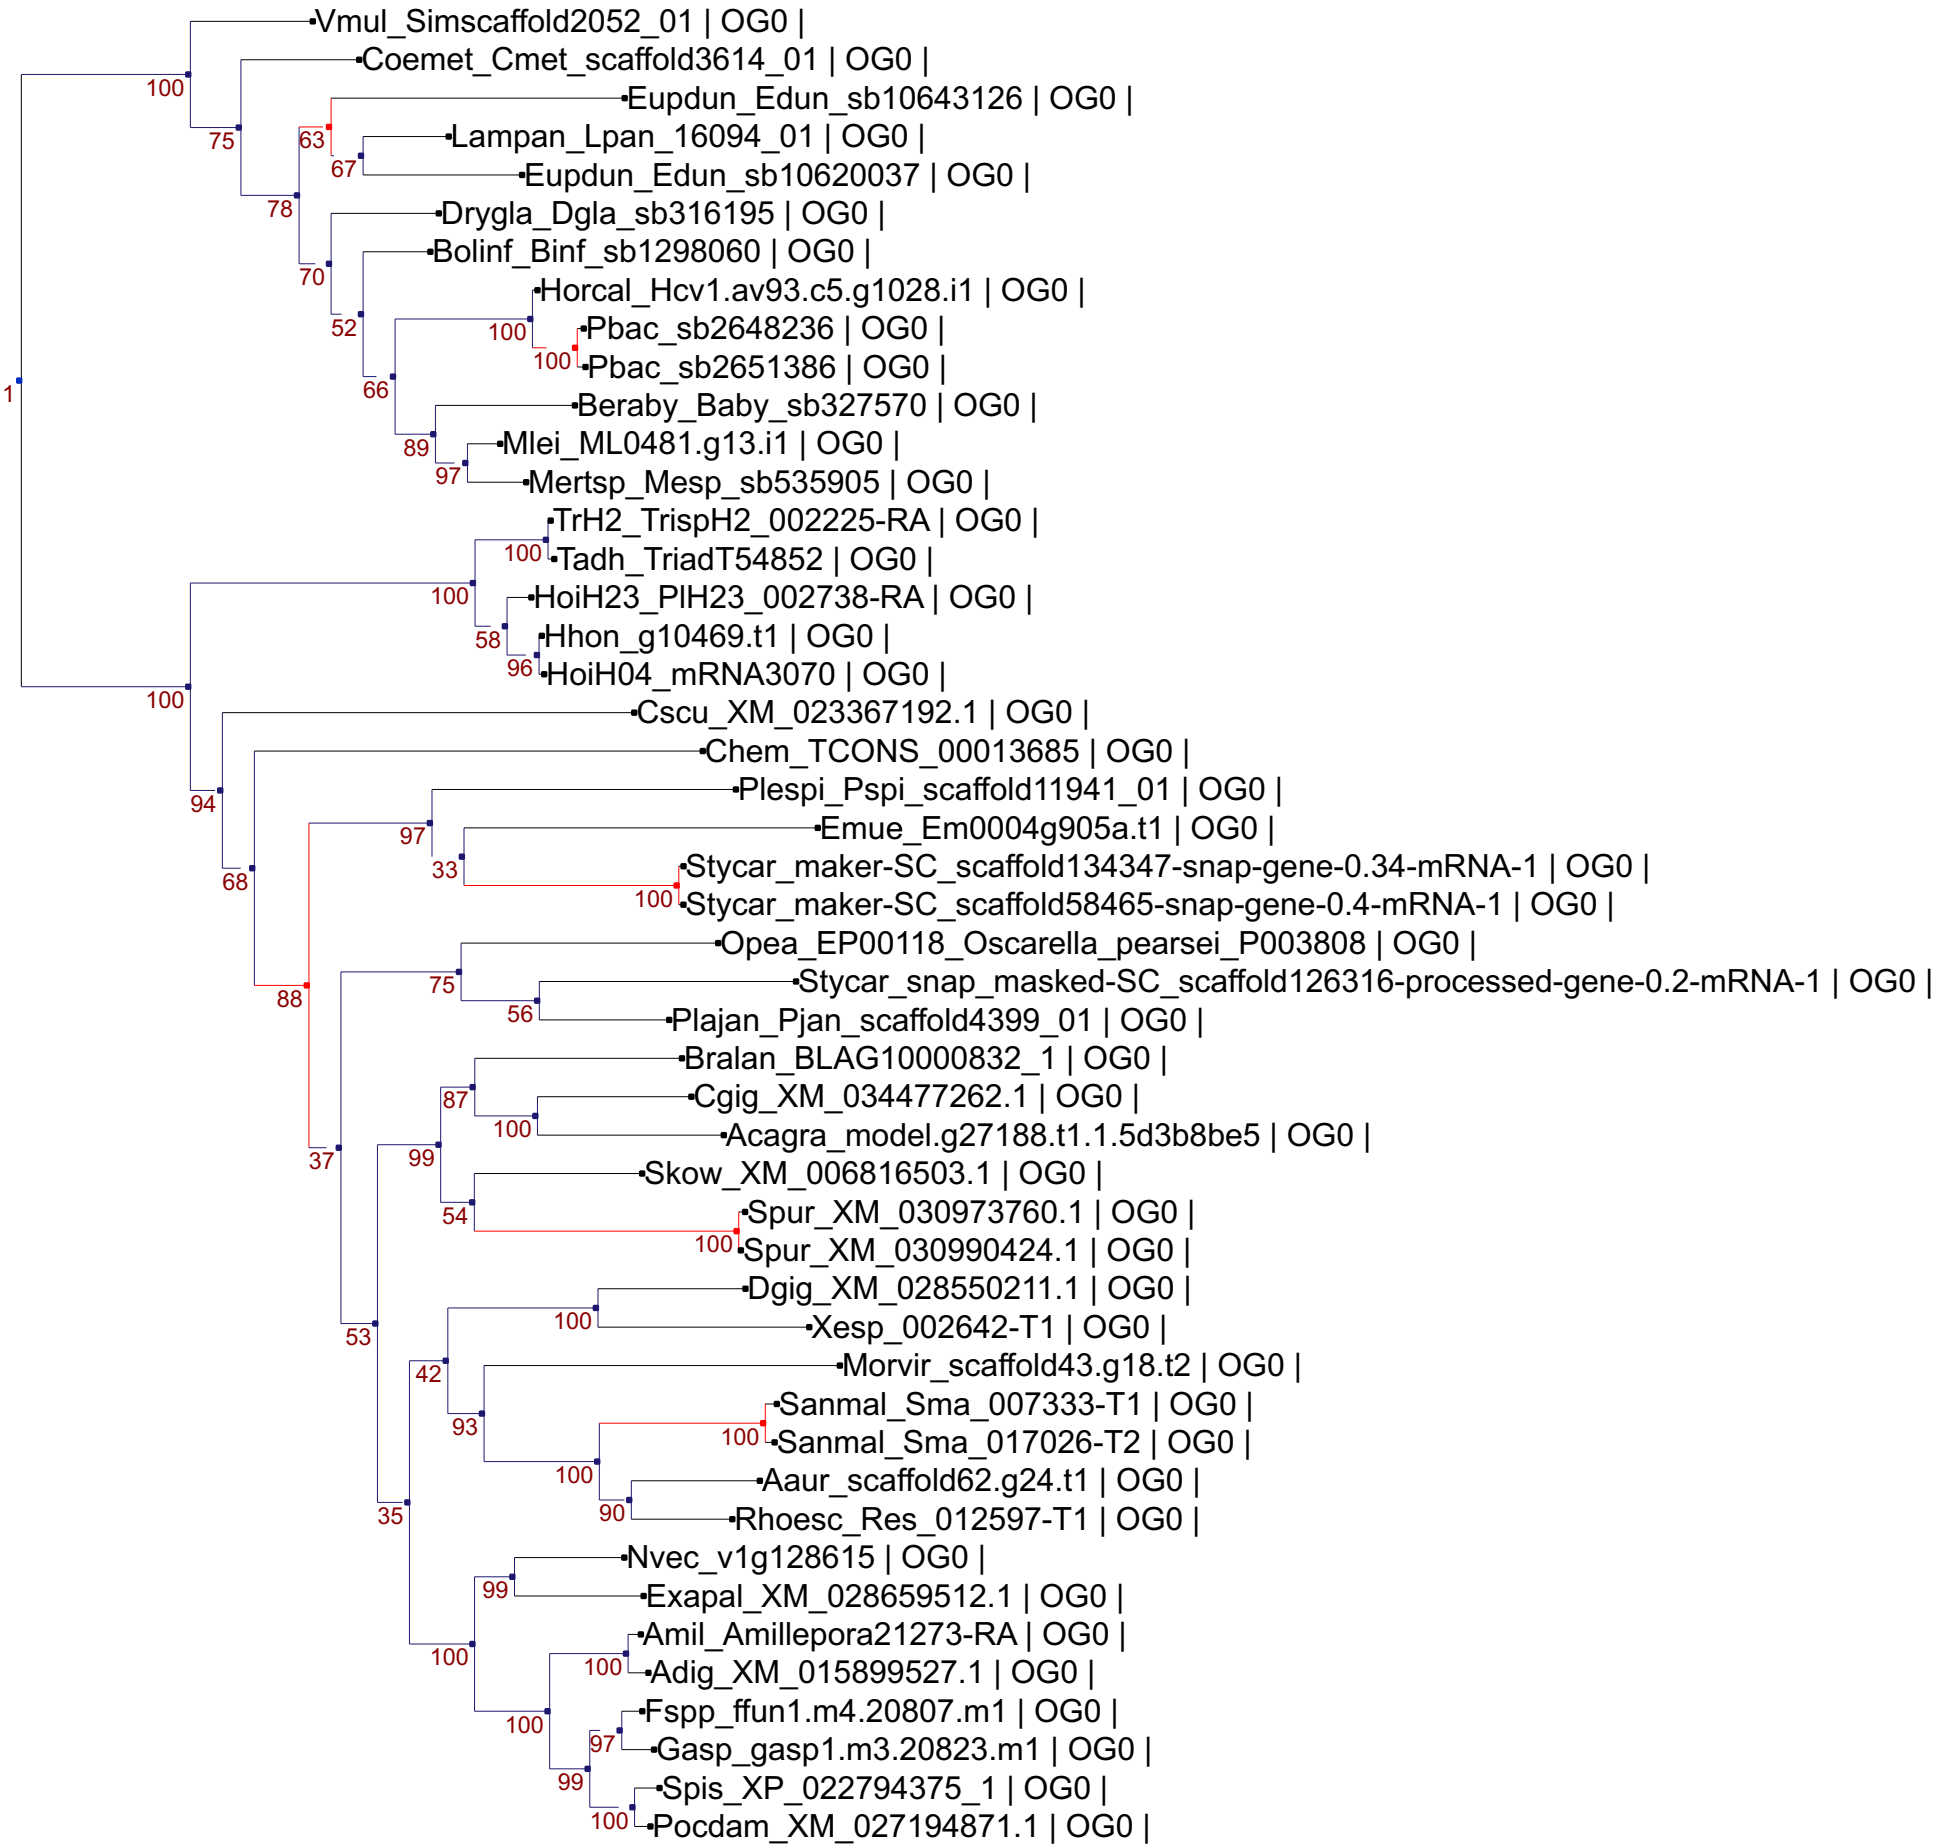 Vmul_Simscaffold2052_01 | OG0 |
Coemet_Cmet_scaffold3614_01 | OG0 |
100
Eupdun_Edun_sb10643126 | OG0 |
75
63
Lampan_Lpan_16094_01 | OG0 |
67
Eupdun_Edun_sb10620037 | OG0 |
78
Drygla_Dgla_sb316195 | OG0 |
Bolinf_Binf_sb1298060 | OG0 |
70
Horcal_Hcv1.av93.c5.g1028.i1 | OG0 |
52
100
Pbac_sb2648236 | OG0 |
100
Pbac_sb2651386 | OG0 |
1
66
Beraby_Baby_sb327570 | OG0 |
89
Mlei_ML0481.g13.i1 | OG0 |
97
Mertsp_Mesp_sb535905 | OG0 |
TrH2_TrispH2_002225-RA | OG0 |
100
Tadh_TriadT54852 | OG0 |
100
HoiH23_PlH23_002738-RA | OG0 |
58
Hhon_g10469.t1 | OG0 |
96
HoiH04_mRNA3070 | OG0 |
100
Cscu_XM_023367192.1 | OG0 |
Chem_TCONS_00013685 | OG0 |
Plespi_Pspi_scaffold11941_01 | OG0 |
94
97
Emue_Em0004g905a.t1 | OG0 |
33
Stycar_maker-SC_scaffold134347-snap-gene-0.34-mRNA-1 | OG0 |
68
100
Stycar_maker-SC_scaffold58465-snap-gene-0.4-mRNA-1 | OG0 |
Opea_EP00118_Oscarella_pearsei_P003808 | OG0 |
75
Stycar_snap_masked-SC_scaffold126316-processed-gene-0.2-mRNA-1 | OG0 |
88
56
Plajan_Pjan_scaffold4399_01 | OG0 |
Bralan_BLAG10000832_1 | OG0 |
87
Cgig_XM_034477262.1 | OG0 |
100
Acagra_model.g27188.t1.1.5d3b8be5 | OG0 |
37
99
Skow_XM_006816503.1 | OG0 |
54
Spur_XM_030973760.1 | OG0 |
100
Spur_XM_030990424.1 | OG0 |
Dgig_XM_028550211.1 | OG0 |
100
Xesp_002642-T1 | OG0 |
53
Morvir_scaffold43.g18.t2 | OG0 |
42
Sanmal_Sma_007333-T1 | OG0 |
93
100
Sanmal_Sma_017026-T2 | OG0 |
100
Aaur_scaffold62.g24.t1 | OG0 |
90
35
Rhoesc_Res_012597-T1 | OG0 |
Nvec_v1g128615 | OG0 |
99
Exapal_XM_028659512.1 | OG0 |
Amil_Amillepora21273-RA | OG0 |
100
100
Adig_XM_015899527.1 | OG0 |
Fspp_ffun1.m4.20807.m1 | OG0 |
100
97
Gasp_gasp1.m3.20823.m1 | OG0 |
99
Spis_XP_022794375_1 | OG0 |
100
Pocdam_XM_027194871.1 | OG0 |